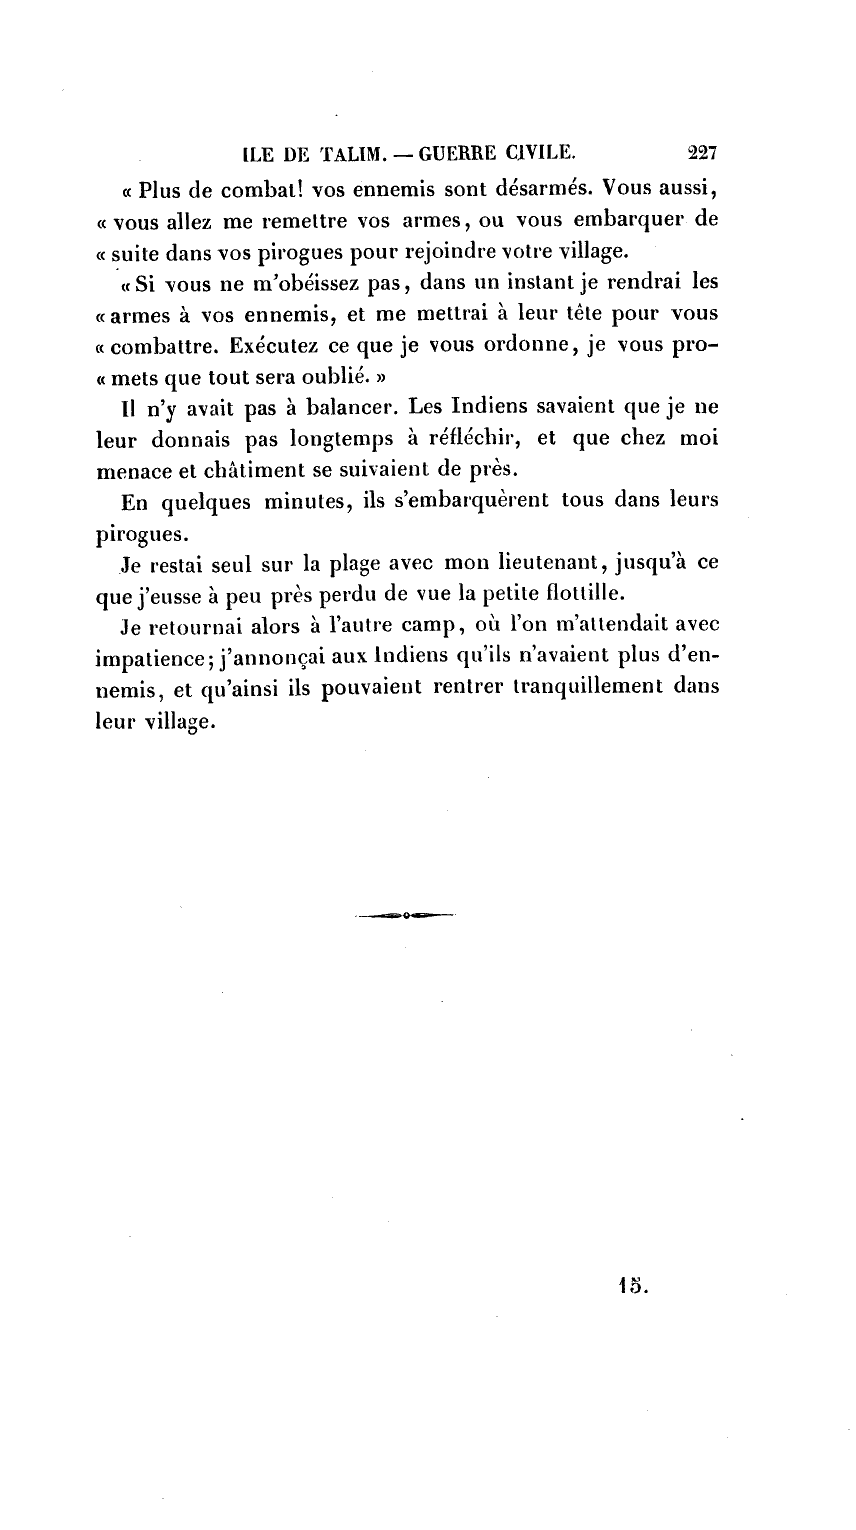 ILE DE TALIM. — GUERRE CIVILE. 227
« Plus de combat! vos ennemis sont désarmés. Vous aussi,
« vous allez me remettre vos armes, ou vous embarquer de
« suite dans vos pirogues pour rejoindre votre village.
« Si vous ne m'obéissez pas, dans un instant je rendrai les
« armes à vos ennemis, et me mettrai à leur tête pour vous
« combattre. Exécutez ce que je vous ordonne, je vous pro-
« mets que tout sera oublié. »
Il n'y avait pas à balancer. Les Indiens savaient que je ne
leur donnais pas longtemps à réfléchir, et que chez moi
menace et châtiment se suivaient de près.
En quelques minutes, ils s'embarquèrent tous dans leurs
pirogues.
Je restai seul sur la plage avec mon lieutenant, jusqu'à ce
que j'eusse à peu près perdu de vue la petite flottille.
Je retournai alors à l'autre camp, où l'on m'attendait avec
impatience; j'annonçai aux Indiens qu'ils n'avaient plus d'en-
nemis, et qu'ainsi ils pouvaient rentrer tranquillement dans
leur village.
15.